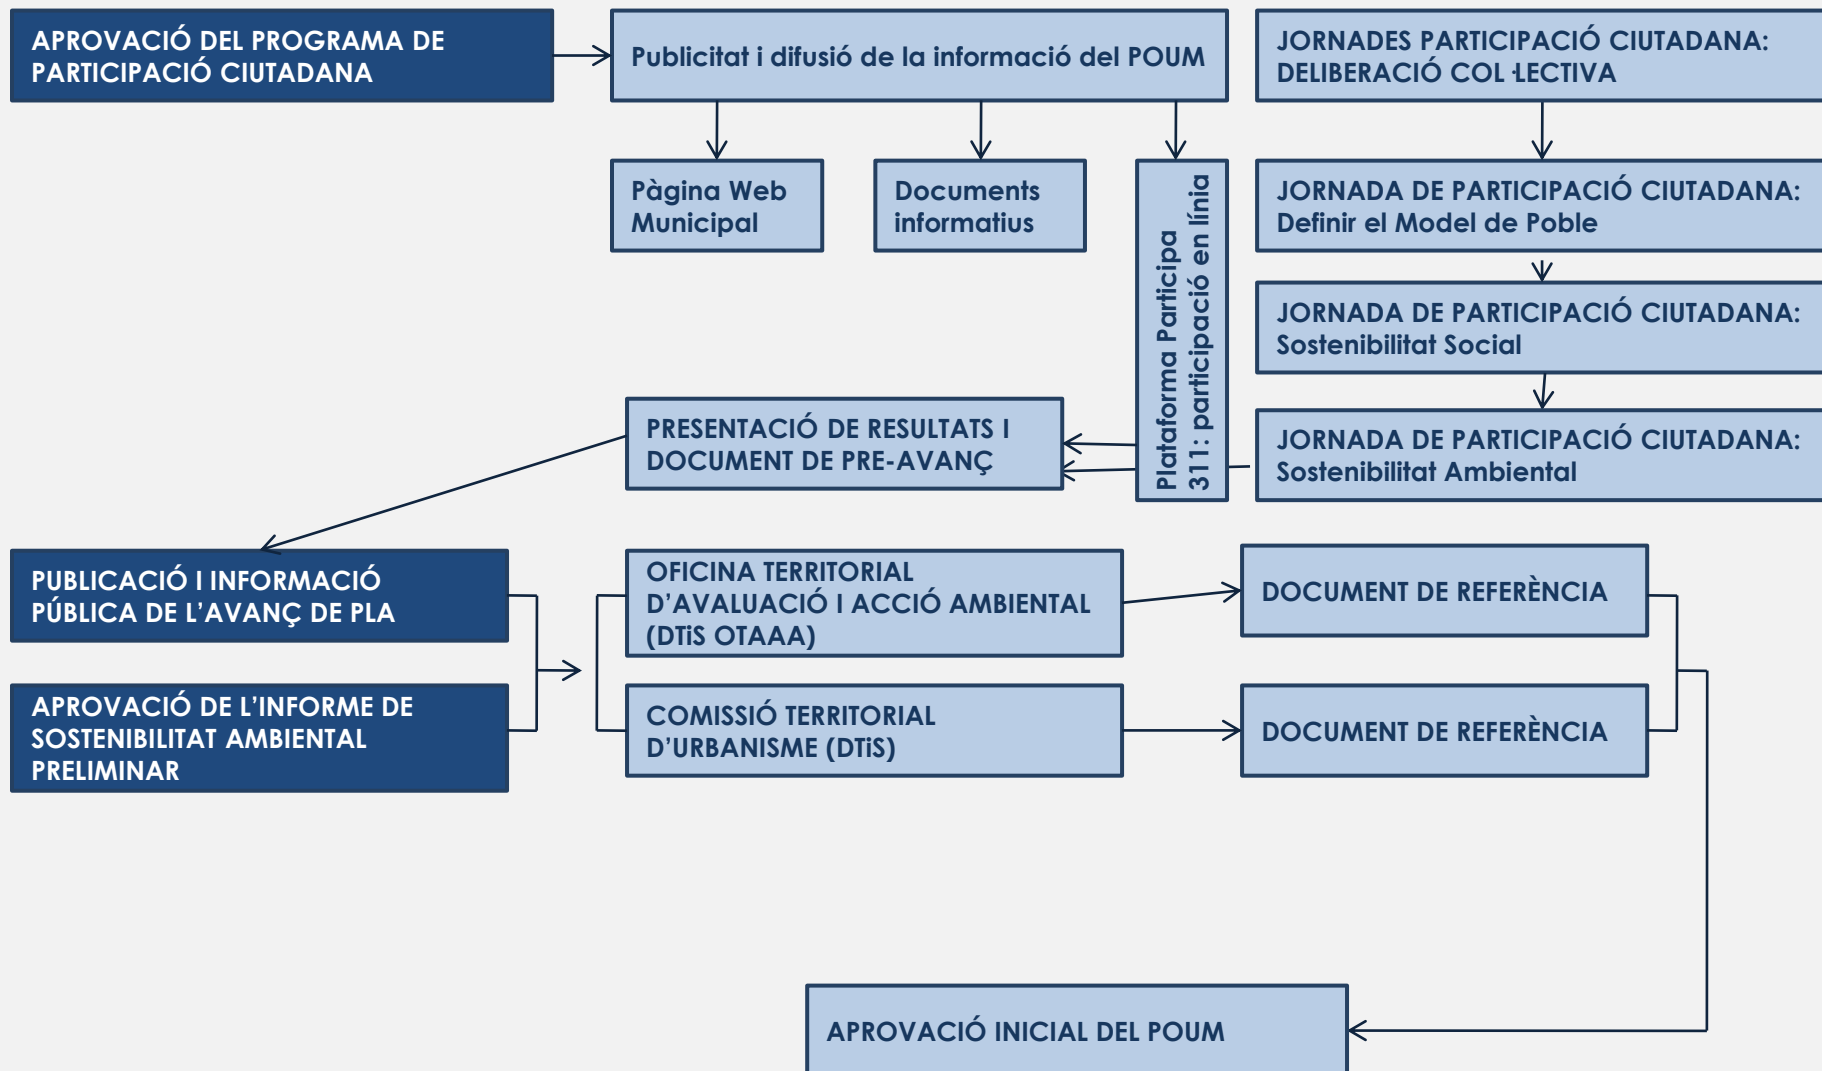 APROVACIÓ DEL PROGRAMA DE
PARTICIPACIÓ CIUTADANA
Publicitat i difusió de la informació del POUM
JORNADES PARTICIPACIÓ CIUTADANA:
DELIBERACIÓ COL·LECTIVA
Pàgina Web
Municipal
Documents
informatius
Plataforma Participa
311: participació en línia
JORNADA DE PARTICIPACIÓ CIUTADANA:
Definir el Model de Poble
JORNADA DE PARTICIPACIÓ CIUTADANA:
Sostenibilitat Social
PRESENTACIÓ DE RESULTATS I
DOCUMENT DE PRE-AVANÇ
JORNADA DE PARTICIPACIÓ CIUTADANA:
Sostenibilitat Ambiental
PUBLICACIÓ I INFORMACIÓ
PÚBLICA DE L’AVANÇ DE PLA
OFICINA TERRITORIAL
D’AVALUACIÓ I ACCIÓ AMBIENTAL
(DTiS OTAAA)
DOCUMENT DE REFERÈNCIA
APROVACIÓ DE L’INFORME DE
SOSTENIBILITAT AMBIENTAL
PRELIMINAR
COMISSIÓ TERRITORIAL
D’URBANISME (DTiS)
DOCUMENT DE REFERÈNCIA
APROVACIÓ INICIAL DEL POUM